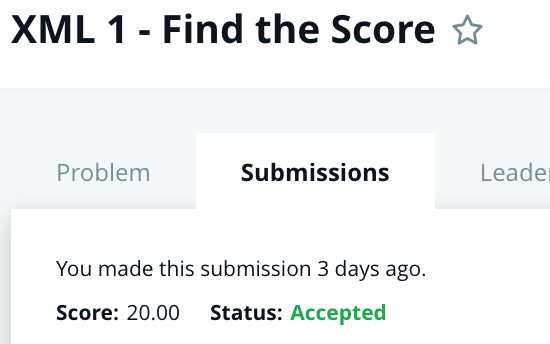 XML 1 - Find the Score
Problem Submissions
You made this submission 3 days ago.
Score: 20.00 Status: Accepted